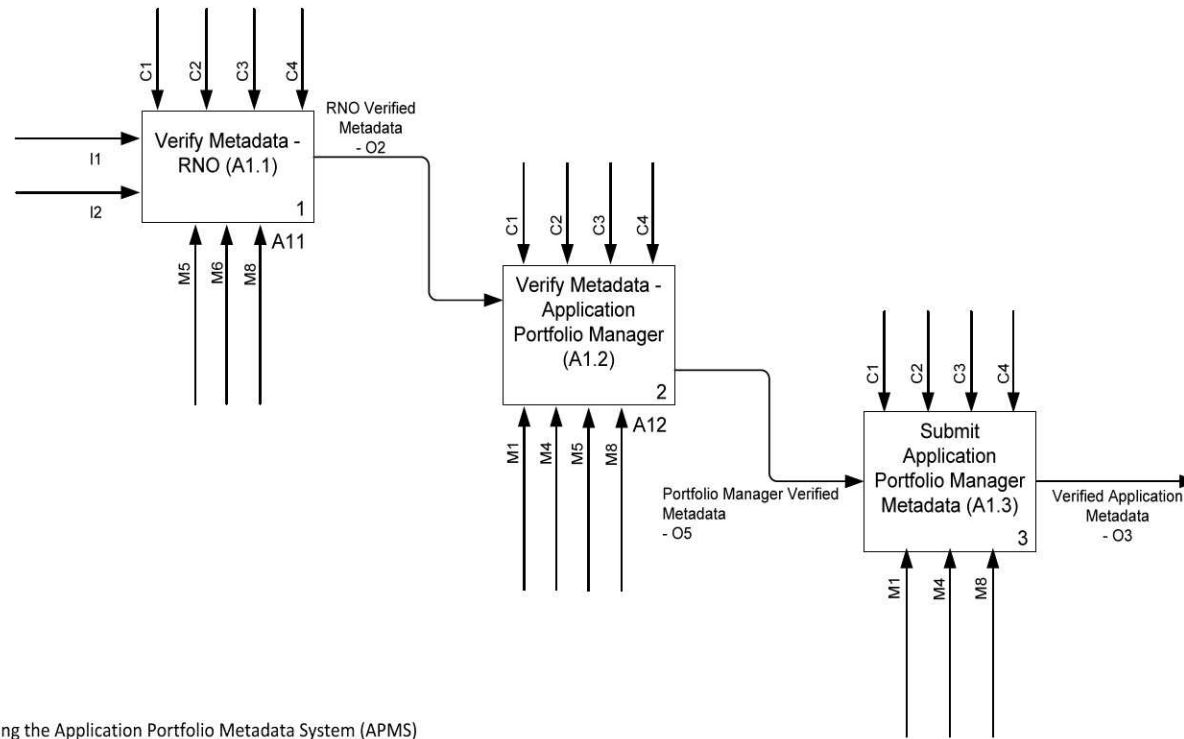 C1
C2
C3
C4
I1
I2
Verify Metadata -
RNO (A1.1)
1
A11
M5
M6
M8
RNO Verified
Metadata
- O2
C1
C2
C3
C4
Verify Metadata -
Application
Portfolio Manager
(A1.2)
2
A12
M1
M4
M5
M8
Portfolio Manager Verified
Metadata
- O5
C1
C2
C3
C4
Submit
Application
Portfolio Manager
Metadata (A1.3)
3
M1
M4
M8
Verified Application
Metadata
- O3
the Application Portfolio Metadata System (APMS)